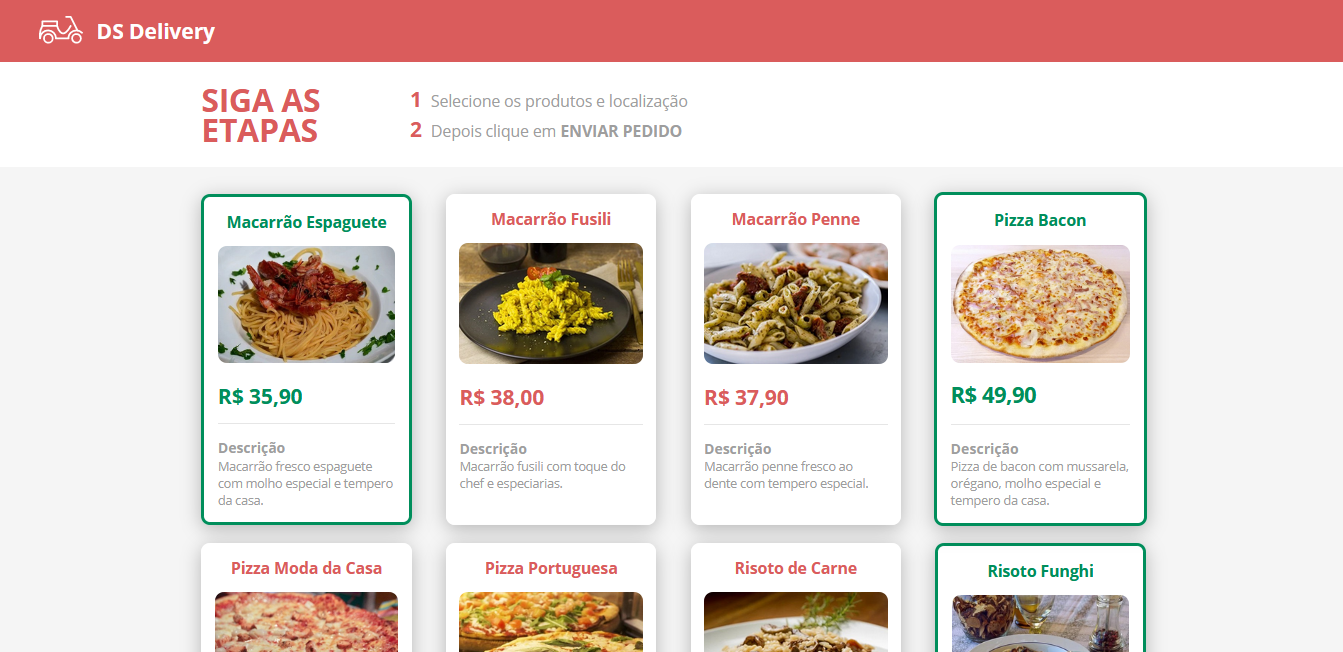 DS Delivery
SIGA AS
ETAPAS
1 Selecione os produtos e localização
2 Depois clique em ENVIAR PEDIDO
Macarrão Espaguete
R$ 35,90
Descrição
Macarrão fresco espaguete
com molho especial e tempero
da casa.
Macarrão Fusili
R$ 38,00
Descrição
Macarrão fusili com toque do
chef e especiarias.
Macarrão Penne
R$ 37,90
Descrição
Macarrão penne fresco ao
dente com tempero especial.
Pizza Bacon
R$ 49,90
Descrição
Pizza de bacon com mussarela,
orégano, molho especial e
tempero da casa.
Pizza Moda da Casa
Pizza Portuguesa
Risoto de Carne
Risoto Funghi